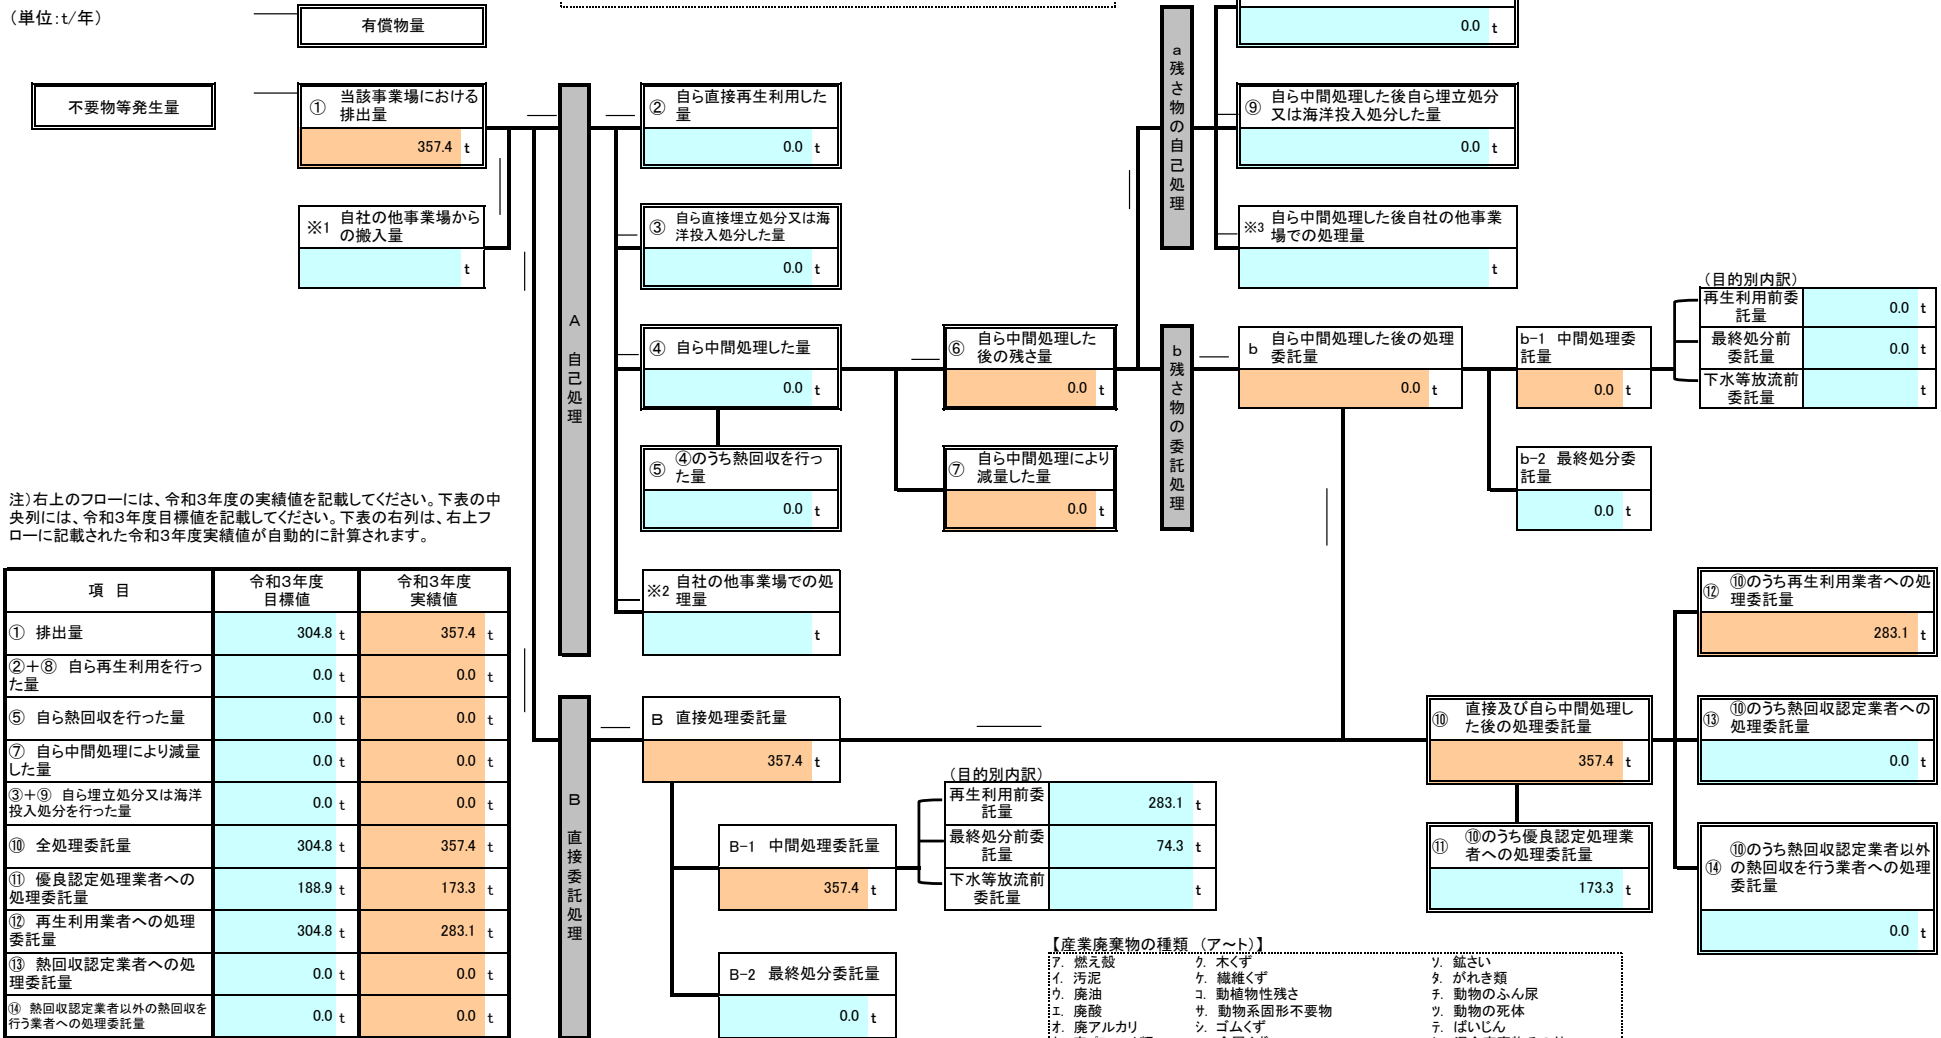 (単位:t/年)
有償物量
不要物等発生量
① 当該事業場における
排出量
357.4 t
※1 自社の他事業場から
の搬入量
t
A 自己処理
② 自ら直接再生利用した
量
0.0 t
③ 自ら直接埋立処分又は海
洋投入処分した量
0.0 t
④ 自ら中間処理した量
0.0 t
⑤ ④のうち熱回収を行っ
た量
0.0 t
※2 自社の他事業場での処
理量
t
⑥ 自ら中間処理した
後の残さ量
0.0 t
⑦ 自ら中間処理により
減量した量
0.0 t
a残さ物の自己処理
0.0 t
⑨ 自ら中間処理した後自ら埋立処分
又は海洋投入処分した量
0.0 t
※3 自ら中間処理した後自社の他事業
場での処理量
t
b残さ物の委託処理
b 自ら中間処理した後の処理
委託量
0.0 t
b-1 中間処理委
託量
0.0 t
b-2 最終処分委
託量
0.0 t
(目的別内訳)
再生利用前委
託量
0.0 t
最終処分前
委託量
0.0 t
下水等放流前
委託量
t
注)右上のフローには、令和3年度の実績値を記載してください。下表の中
央列には、令和3年度目標値を記載してください。下表の右列は、右上フ
ローに記載された令和3年度実績値が自動的に計算されます。
項 目
令和3年度
目標値
令和3年度
実績値
① 排出量 304.8 t 357.4 t
②+⑧ 自ら再生利用を行っ
た量 0.0 t 0.0 t
⑤ 自ら熱回収を行った量 0.0 t 0.0 t
⑦ 自ら中間処理により減量
した量 0.0 t 0.0 t
③+⑨ 自ら埋立処分又は海洋
投入処分を行った量 0.0 t 0.0 t
⑩ 全処理委託量 304.8 t 357.4 t
⑪ 優良認定処理業者への
処理委託量 188.9 t 173.3 t
⑫ 再生利用業者への処理
委託量 304.8 t 283.1 t
⑬ 熱回収認定業者への処
理委託量 0.0 t 0.0 t
⑭ 熱回収認定業者以外の熱回収を
行う業者への処理委託量 0.0 t 0.0 t
B 直接委託処理
B 直接処理委託量
357.4 t
B-1 中間処理委託量
357.4 t
B-2 最終処分委託量
0.0 t
(目的別内訳)
再生利用前委
託量
283.1 t
最終処分前委
託量
74.3 t
下水等放流前
委託量
t
⑩ 直接及び自ら中間処理し
た後の処理委託量
357.4 t
⑪ ⑩のうち優良認定処理業
者への処理委託量
173.3 t
⑫ ⑩のうち再生利用業者への処
理委託量
283.1 t
⑬ ⑩のうち熱回収認定業者への
処理委託量
0.0 t
⑭ ⑩のうち熱回収認定業者以外
の熱回収を行う業者への処理
委託量
0.0 t
【産業廃棄物の種類 (ア~ト)】
ア. 燃え殻 ク. 木くず ソ. 鉱さい
イ. 汚泥 ケ. 繊維くず タ. がれき類
ウ. 廃油 コ. 動植物性残さ チ. 動物のふん尿
エ. 廃酸 サ. 動物系固形不要物 ツ. 動物の死体
オ. 廃アルカリ シ. ゴムくず テ. ばいじん